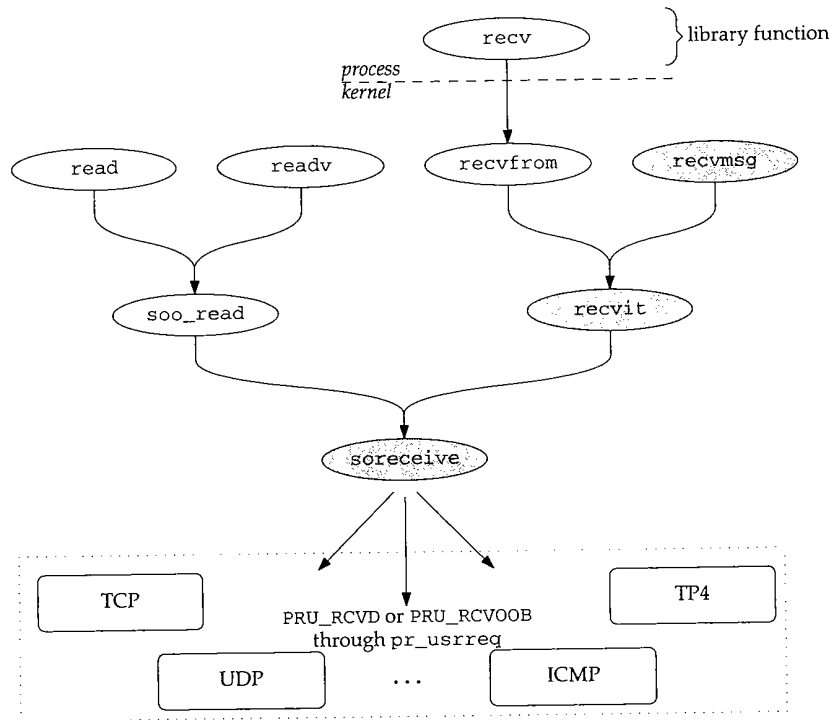 recv
library function
process
kernel
read
readv
recvfrom
recvmsg
soo_read
recvit
soreceive
TCP
TP4
PRU_RCVD or PRU_RCVOOB
through pr_usrreq
UDP
...
ICMP